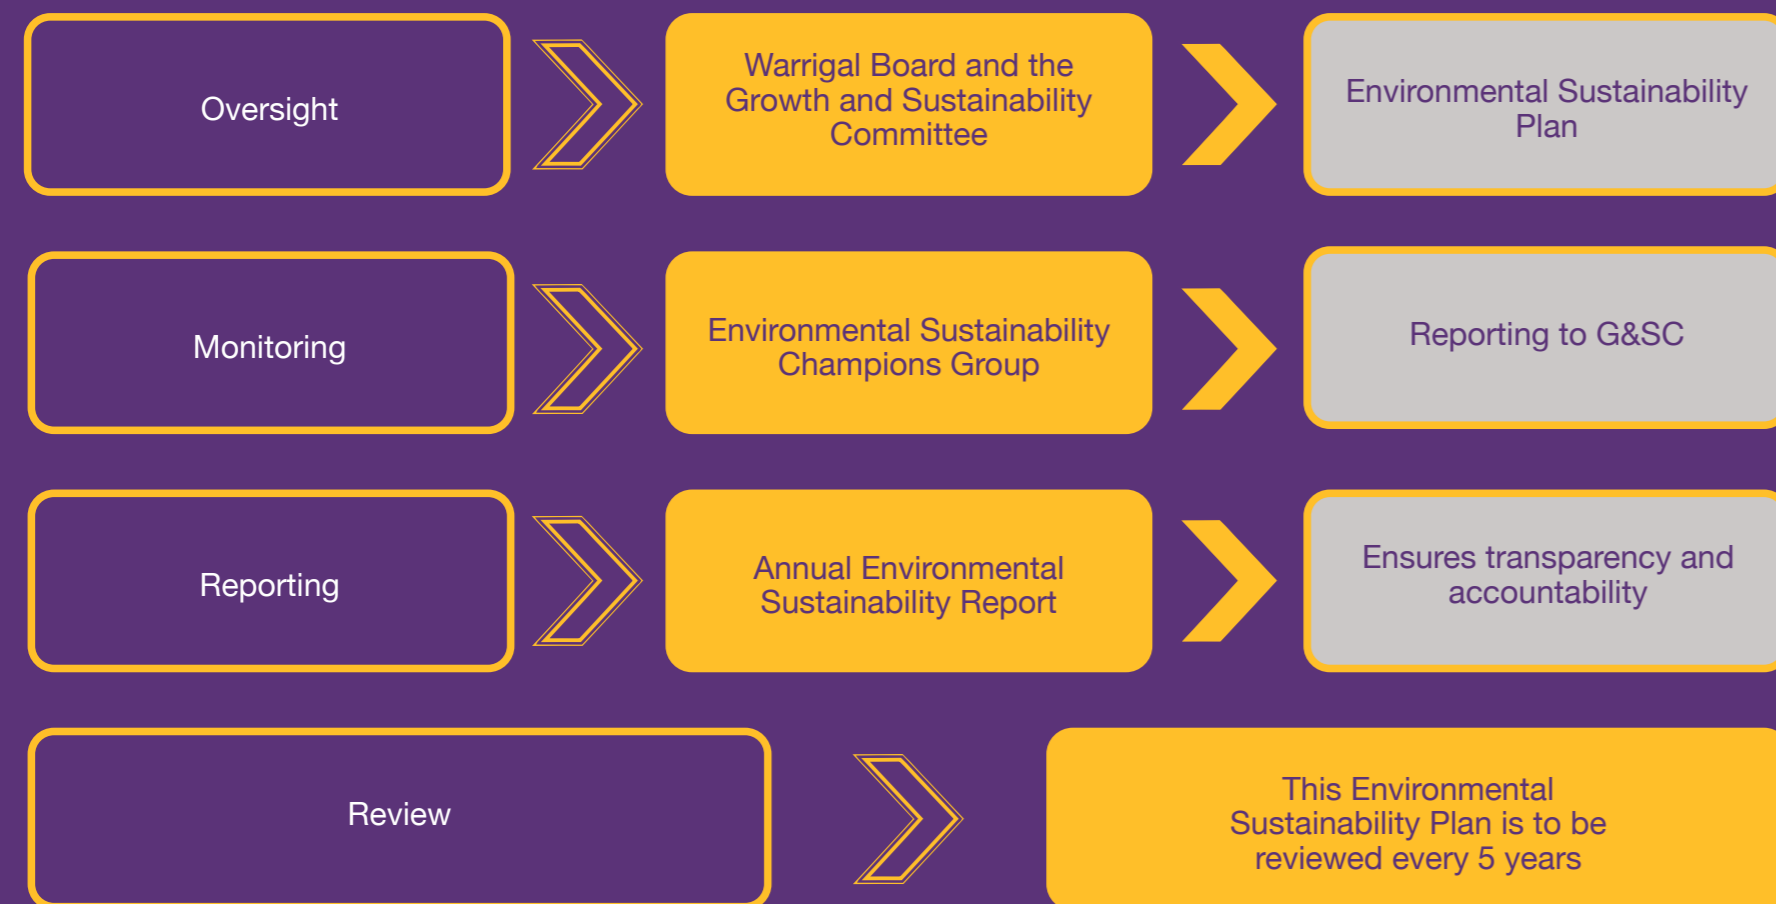 Oversight
Warrigal Board and the
Growth and Sustainability
Committee
Environmental Sustainability
Plan
Monitoring
Environmental Sustainability
Champions Group
Reporting to G&SC
Reporting
Annual Environmental
Sustainability Report
Ensures transparency and
accountability
Review
This Environmental
Sustainability Plan is to be
reviewed every 5 years